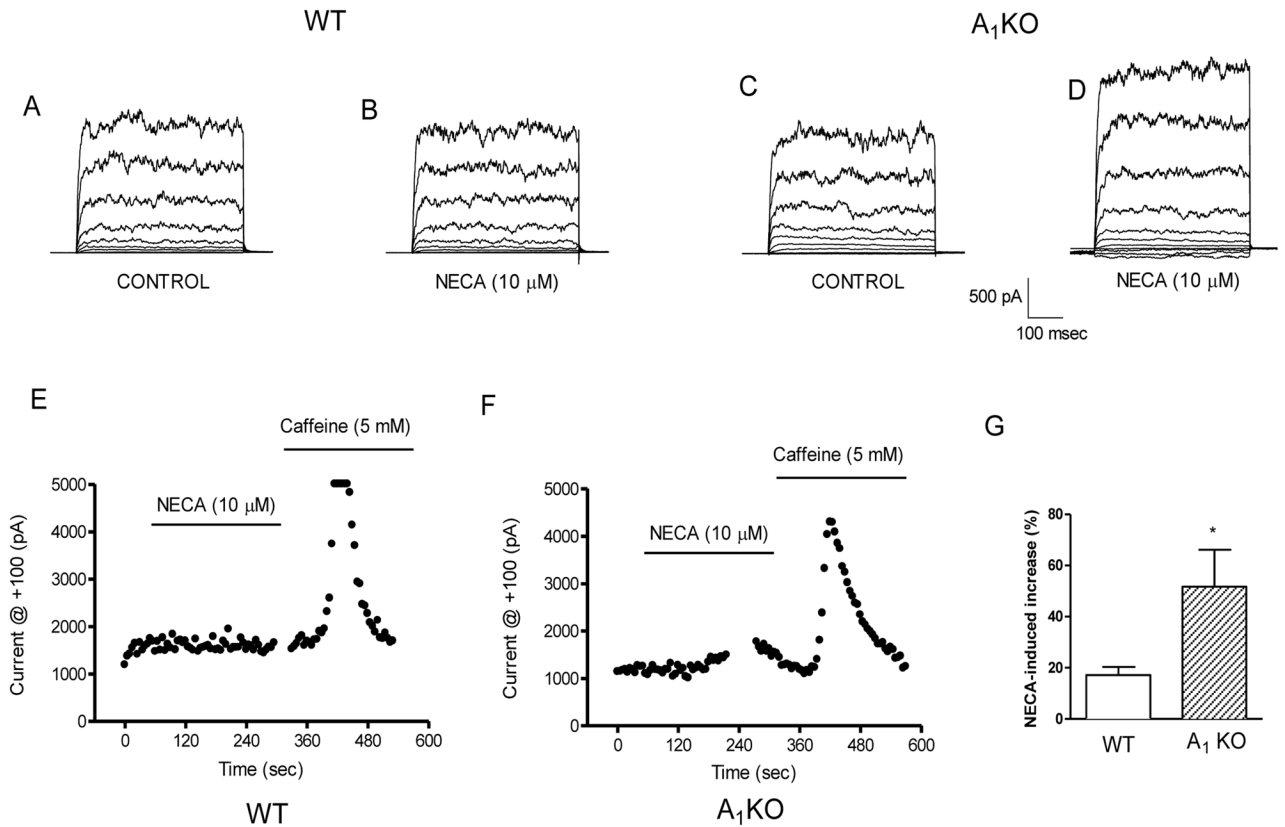 WT
A₁KO
A
B
C
D
CONTROL
NECA (10 μM)
CONTROL
NECA (10 μM)
500 pA
100 msec
E
F
G
Caffeine (5 mM)
NECA (10 μM)
Current @ +100 (pA)
5000
4000
3000
2000
1000
0
0 120 240 360 480 600
Time (sec)
WT
Caffeine (5 mM)
NECA (10 μM)
Current @ +100 (pA)
5000
4000
3000
2000
1000
0
0 120 240 360 480 600
Time (sec)
A₁KO
NECA-induced increase (%)
80
60
40
20
0
*
WT A₁ KO